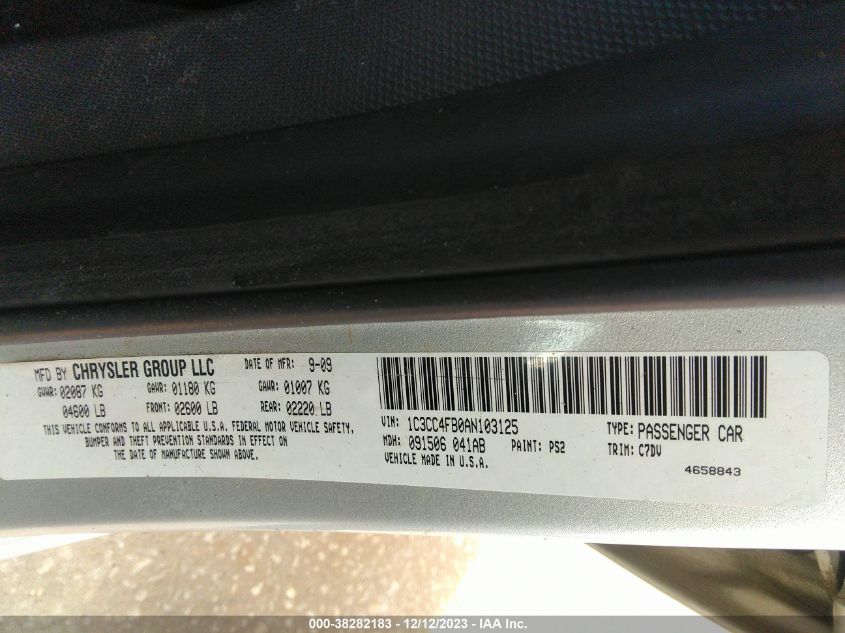 MFD BY CHRYSLER GROUP LLC DATE OF MFR: 9-09
GVWR: 02087 KG GAWR: 01180 KG GAWR: 01007 KG
04600 LB FRONT: 02600 LB REAR: 02220 LB
THIS VEHICLE CONFORMS TO ALL APPLICABLE U.S.A. FEDERAL MOTOR VEHICLE SAFETY,
BUMPER AND THEFT PREVENTION STANDARDS IN EFFECT ON
THE DATE OF MANUFACTURE SHOWN ABOVE.
VIN: 1C3CC4FB0AN103125 TYPE: PASSENGER CAR
MDH: 091506 041AB PAINT: PS2 TRIM: C7DV
VEHICLE MADE IN U.S.A.
4658843
000-38282183 - 12/12/2023 - IAA Inc.